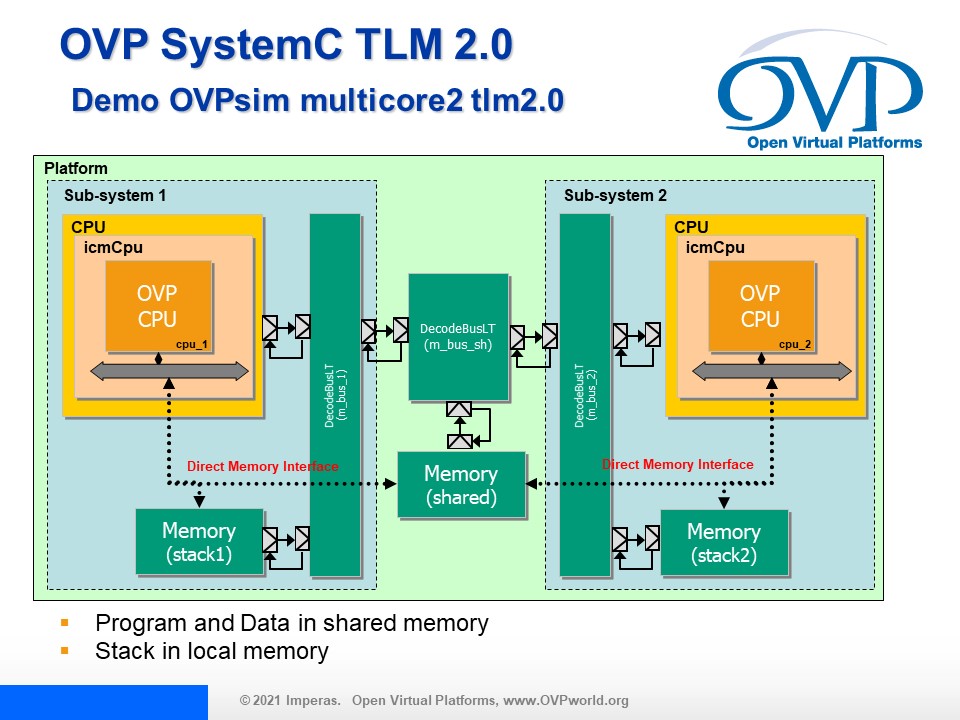 OVP SystemC TLM 2.0
Demo OVPsim multicore2 tlm2.0
OVP
Open Virtual Platforms
Platform
Sub-system 1
CPU
icmCpu
OVP
CPU
cpu_1
DecodeBusLT
(m_bus_1)
Direct Memory Interface
Memory
(stack1)
DecodeBusLT
(m_bus_sh)
Memory
(shared)
Sub-system 2
DecodeBusLT
(m_bus_2)
CPU
icmCpu
OVP
CPU
cpu_2
Direct Memory Interface
Memory
(stack2)
▪ Program and Data in shared memory
▪ Stack in local memory
© 2021 Imperas. Open Virtual Platforms, www.OVPworld.org